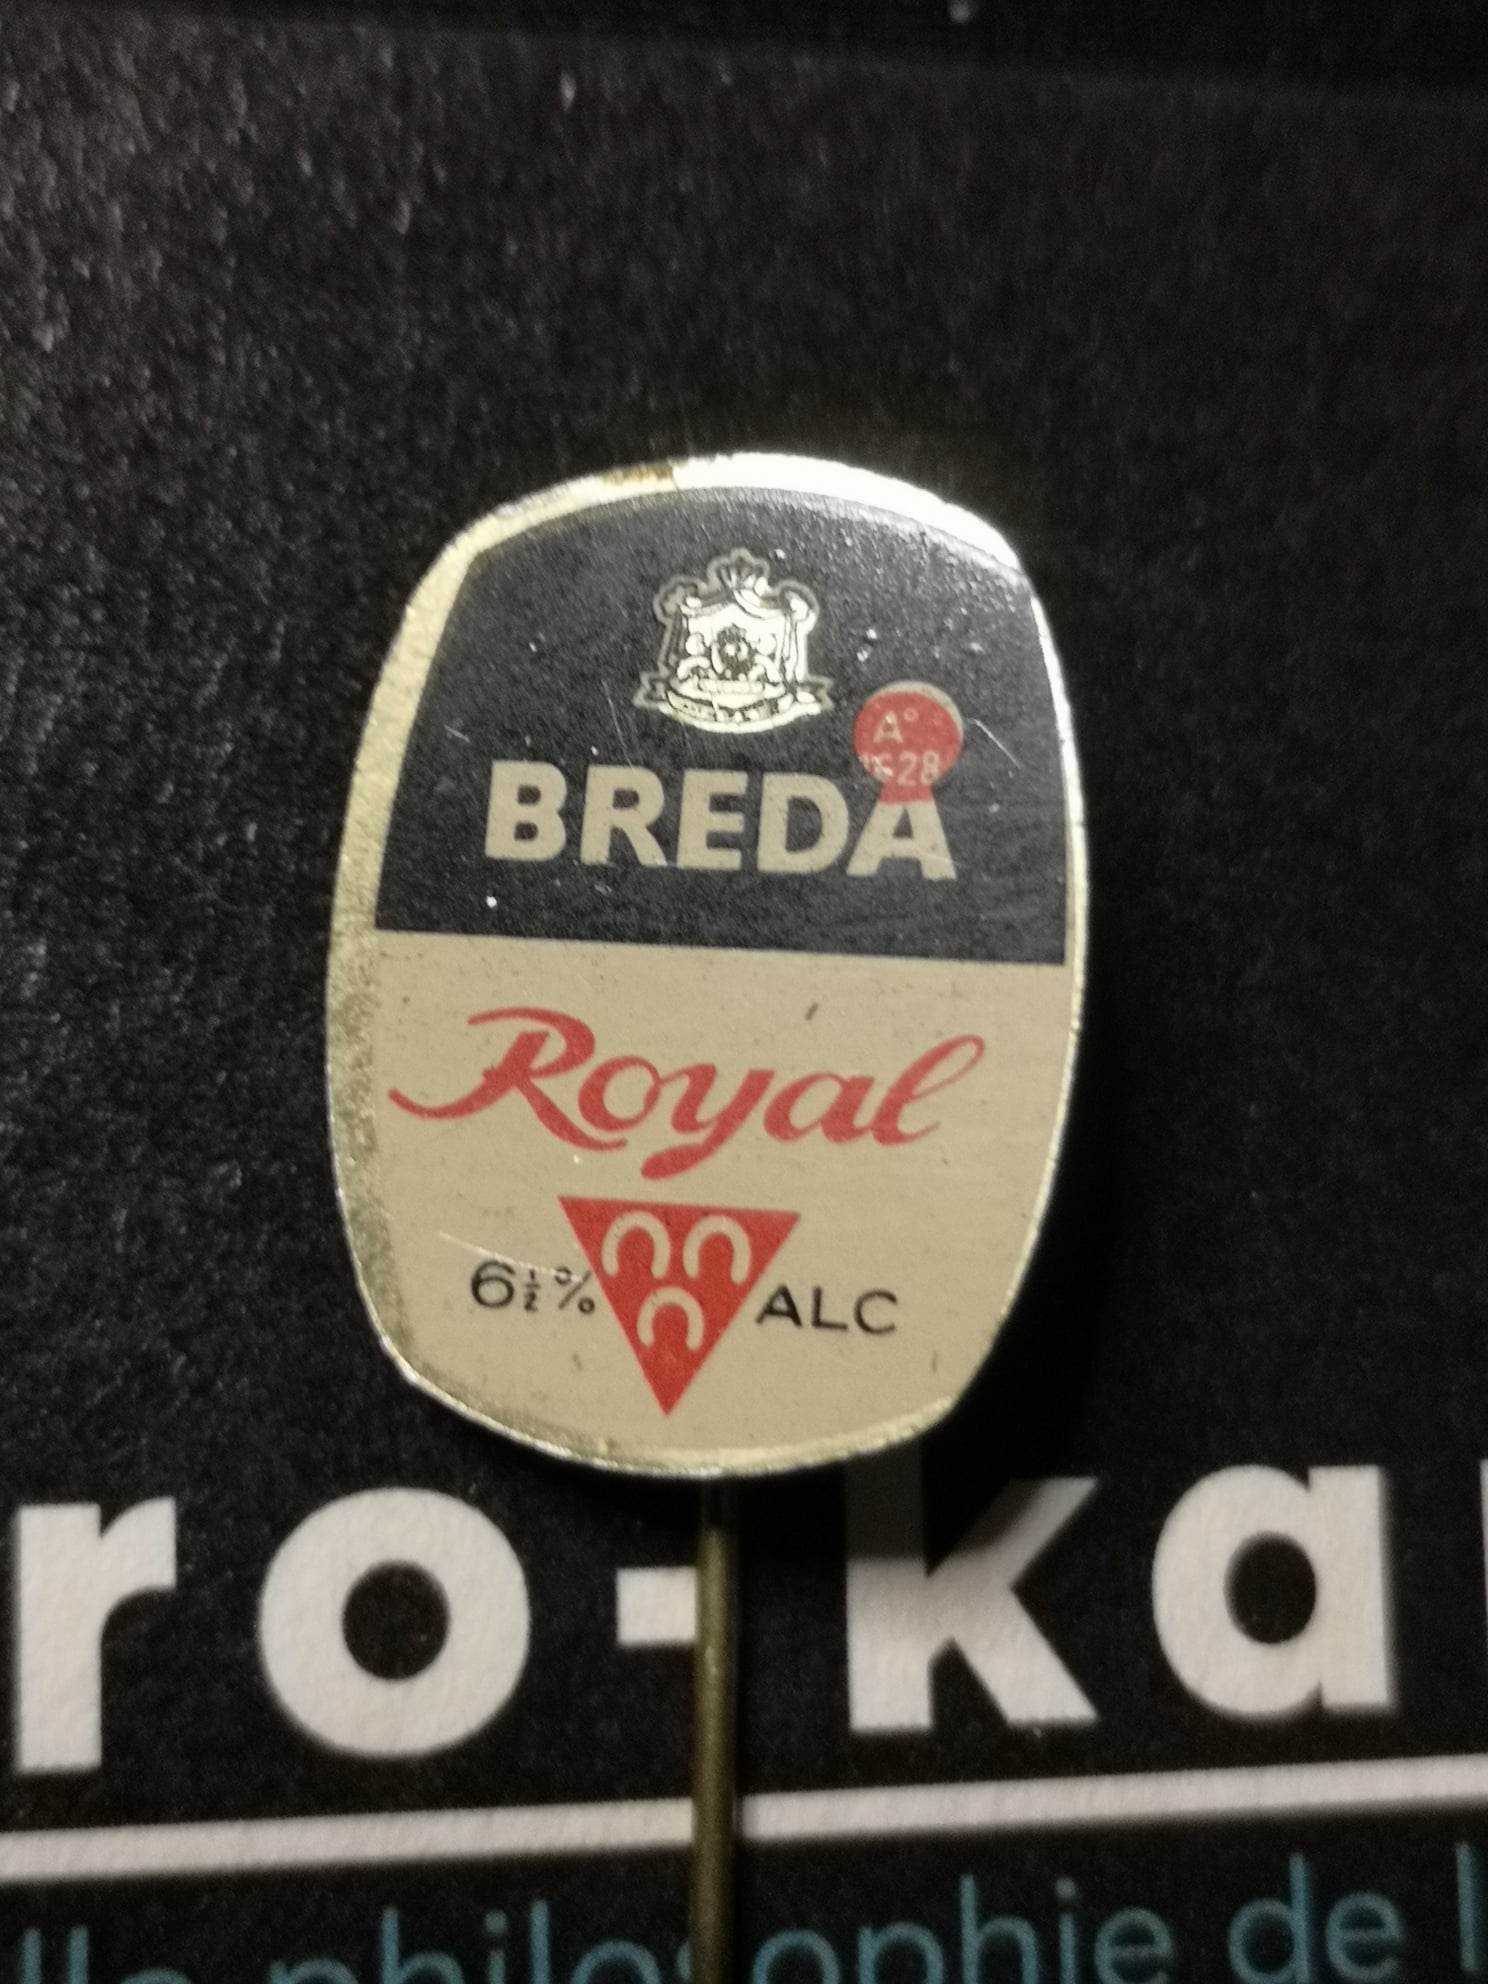 A° 1628
BREDA
Royal
6½% ALC
ro-ka
philosophie de l